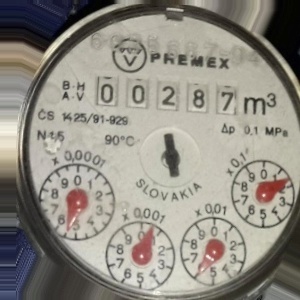 PREMEX
B·H
A·V
00287 m³
ČS 1425/91-929
Δp 0,1 MPa
N 1,5 90°C
x 0,0001
x 0,1
SLOVAKIA
x 0,001
x 0,01